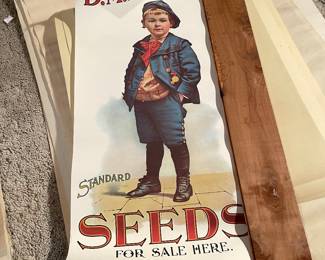 D.M.
STANDARD
SEEDS
FOR SALE HERE.